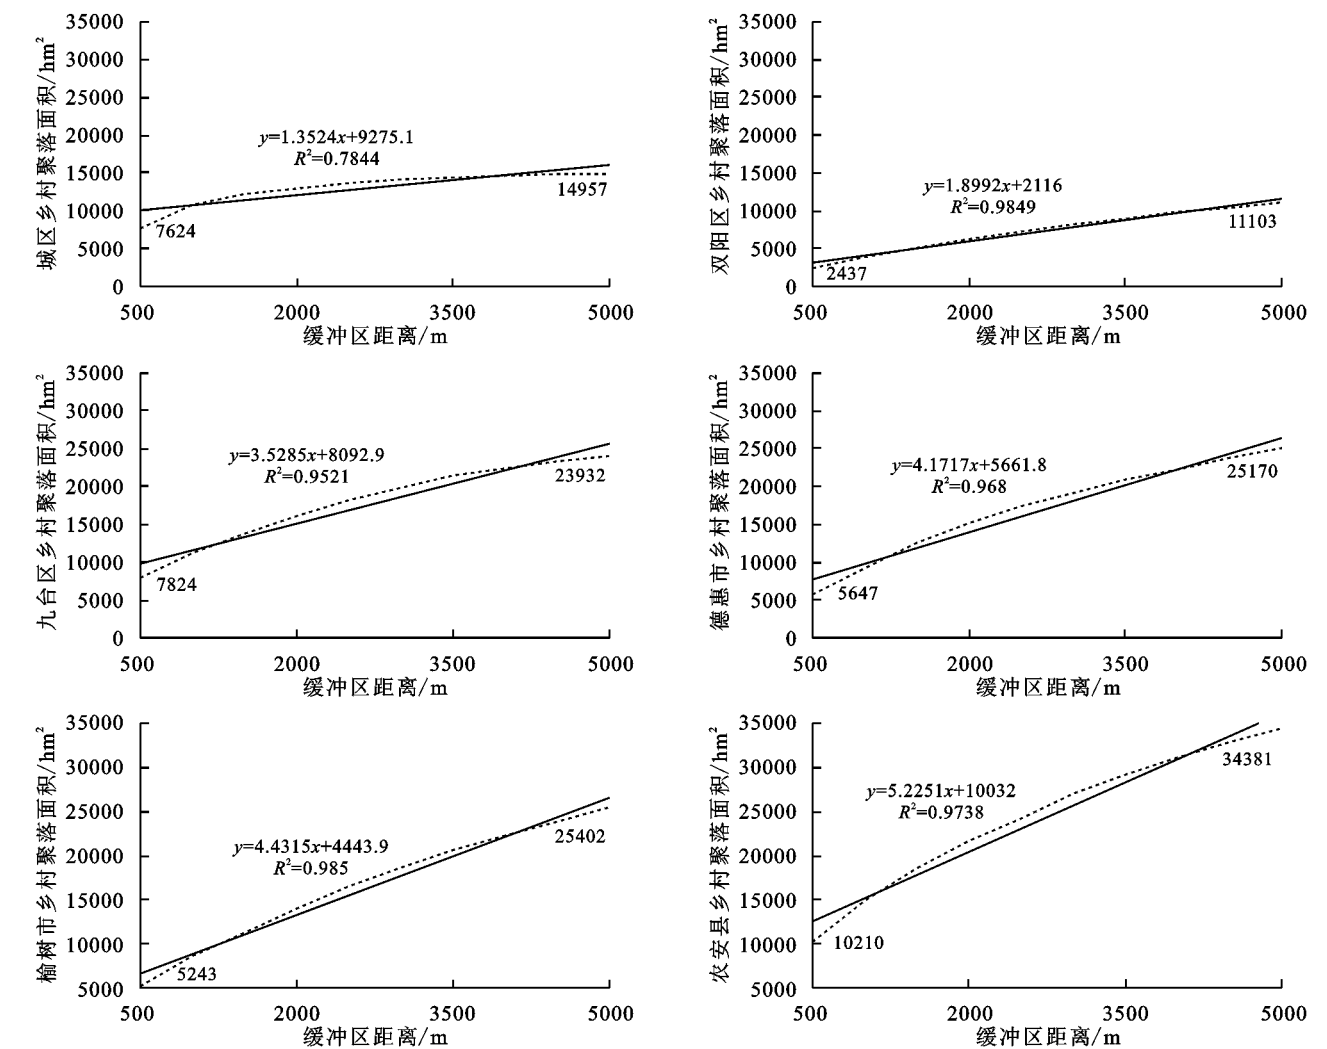 城区乡村聚落面积/hm²
35000
30000
25000
20000
15000
10000
5000
0
y=1.3524x+9275.1
R²=0.7844
14957
7624
500 2000 3500 5000
缓冲区距离/m
双阳区乡村聚落面积/hm²
35000
30000
25000
20000
15000
10000
5000
0
y=1.8992x+2116
R²=0.9849
11103
2437
500 2000 3500 5000
缓冲区距离/m
九台区乡村聚落面积/hm²
35000
30000
25000
20000
15000
10000
5000
0
y=3.5285x+8092.9
R²=0.9521
23932
7824
500 2000 3500 5000
缓冲区距离/m
德惠市乡村聚落面积/hm²
35000
30000
25000
20000
15000
10000
5000
0
y=4.1717x+5661.8
R²=0.968
25170
5647
500 2000 3500 5000
缓冲区距离/m
榆树市乡村聚落面积/hm²
35000
30000
25000
20000
15000
10000
5000
y=4.4315x+4443.9
R²=0.985
25402
5243
500 2000 3500 5000
缓冲区距离/m
农安县乡村聚落面积/hm²
35000
30000
25000
20000
15000
10000
5000
y=5.2251x+10032
R²=0.9738
34381
10210
500 2000 3500 5000
缓冲区距离/m